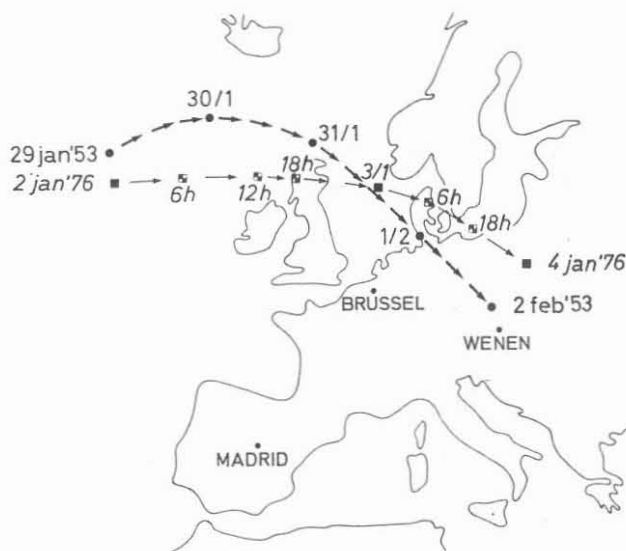 30/1
31/1
29 jan'53
2 jan'76
6h
12h
18h
3/1
6h
18h
1/2
4 jan'76
BRUSSEL
2 feb'53
WENEN
MADRID